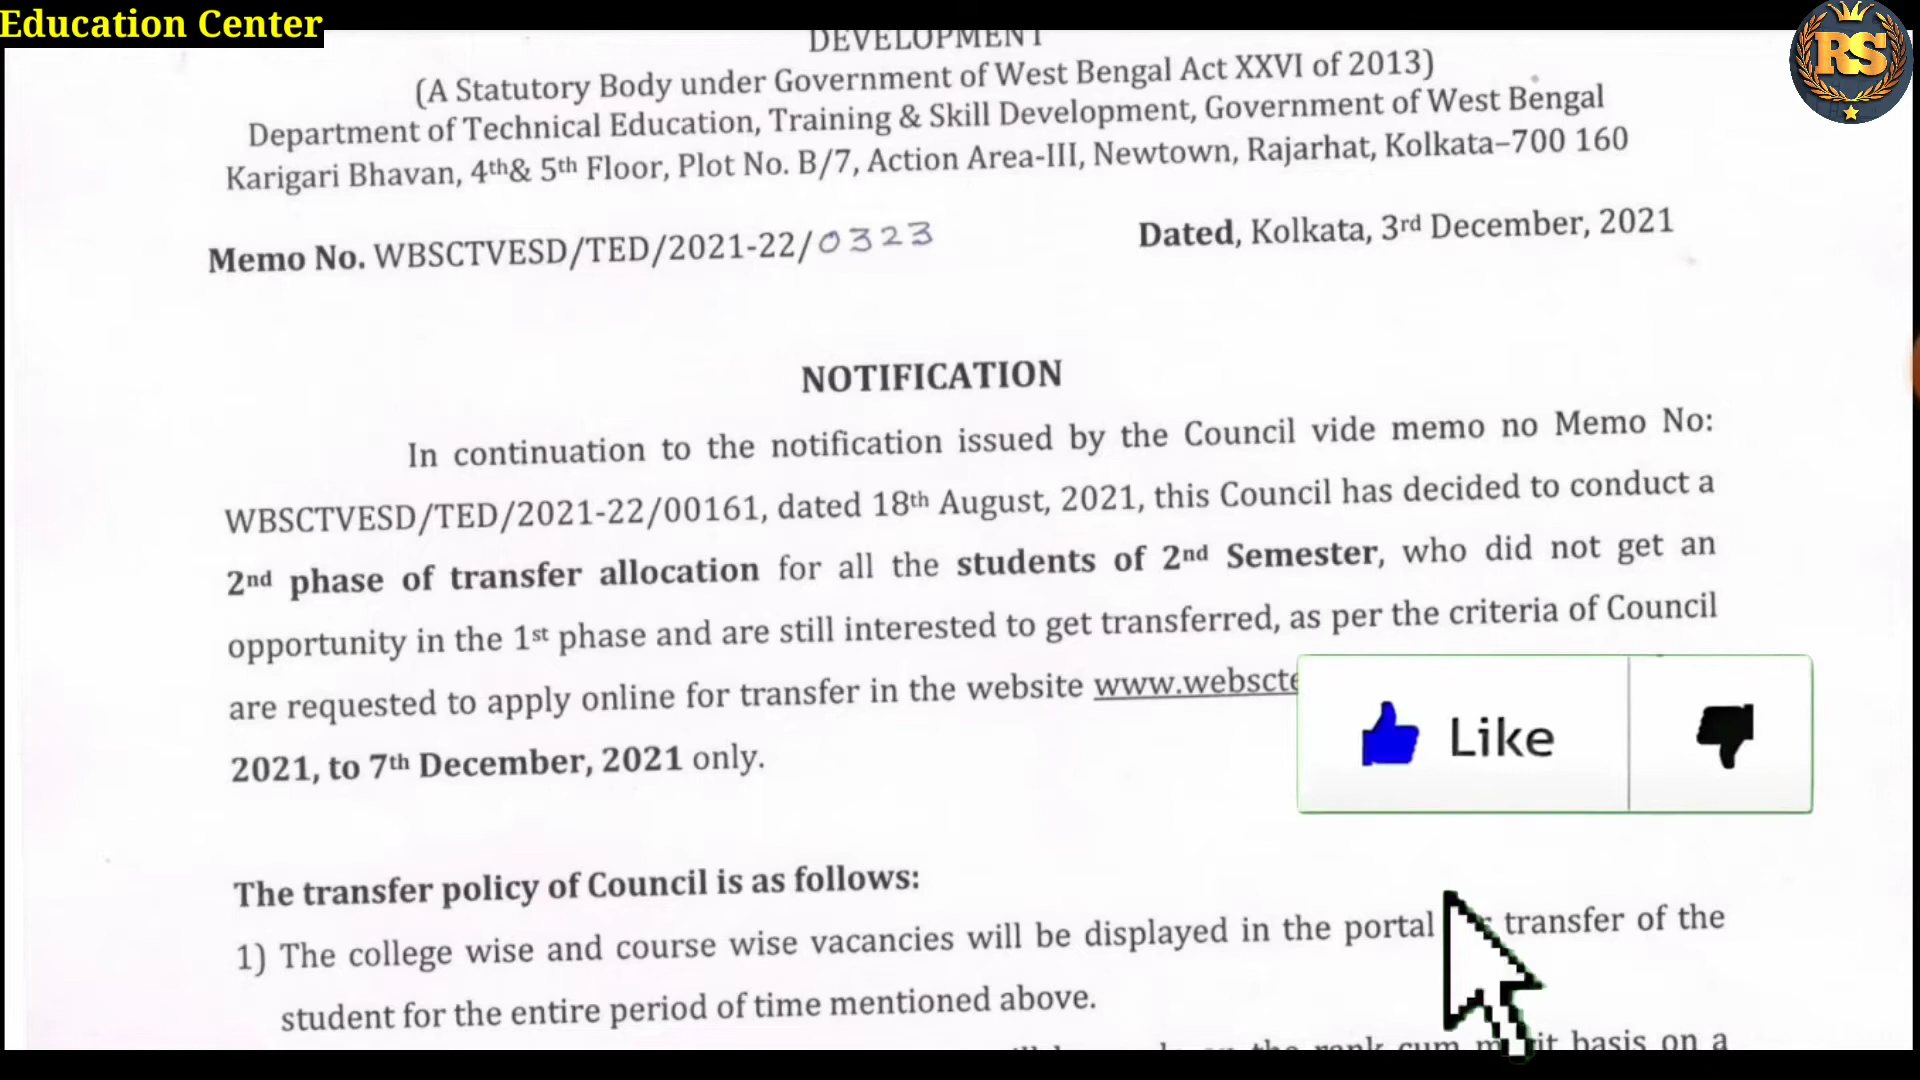 Education Center
RS
DEVELOPMENT
(A Statutory Body under Government of West Bengal Act XXVI of 2013)
Department of Technical Education, Training & Skill Development, Government of West Bengal
Karigari Bhavan, 4th& 5th Floor, Plot No. B/7, Action Area-III, Newtown, Rajarhat, Kolkata–700 160
Memo No. WBSCTVESD/TED/2021-22/0323 Dated, Kolkata, 3rd December, 2021
NOTIFICATION
In continuation to the notification issued by the Council vide memo no Memo No:
WBSCTVESD/TED/2021-22/00161, dated 18th August, 2021, this Council has decided to conduct a
2nd phase of transfer allocation for all the students of 2nd Semester, who did not get an
opportunity in the 1st phase and are still interested to get transferred, as per the criteria of Council
are requested to apply online for transfer in the website www.webscte
2021, to 7th December, 2021 only.
Like
The transfer policy of Council is as follows:
1) The college wise and course wise vacancies will be displayed in the portal transfer of the
student for the entire period of time mentioned above.
the rank cum merit basis on a